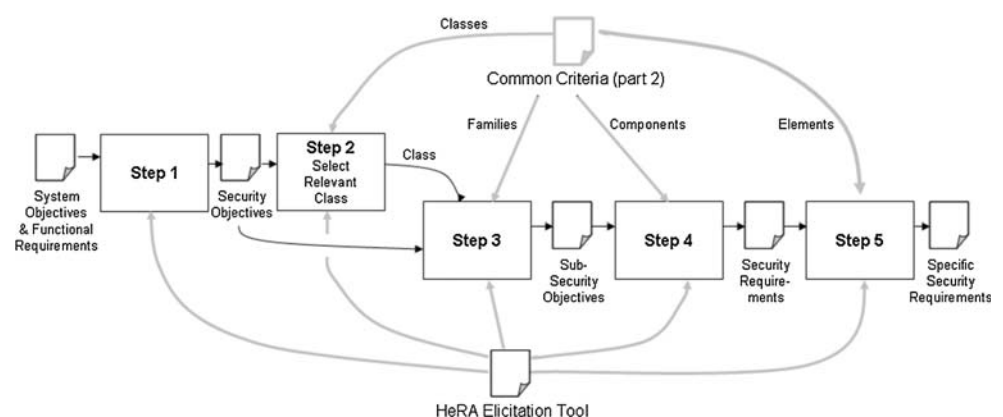 Classes
Common Criteria (part 2)
Families
Components
Elements
Step 1
Step 2
Select
Relevant
Class
Class
System
Objectives
& Functional
Requirements
Security
Objectives
Step 3
Sub-
Security
Objectives
Step 4
Security
Require-
ments
Step 5
Specific
Security
Requirements
HeRA Elicitation Tool